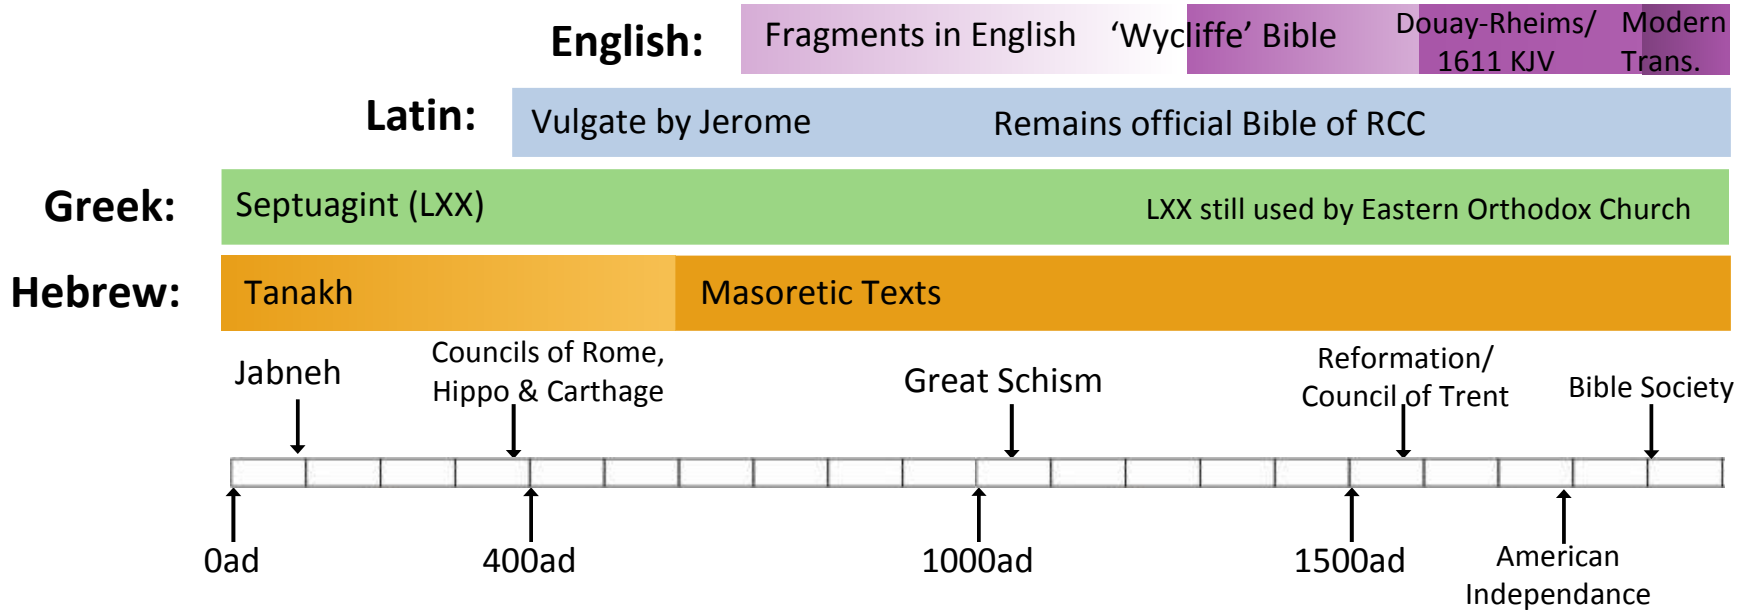 English:
Fragments in English
‘Wycliffe’ Bible
Douay-Rheims/
1611 KJV
Modern
Trans.
Latin:
Vulgate by Jerome
Remains official Bible of RCC
Greek:
Septuagint (LXX)
LXX still used by Eastern Orthodox Church
Hebrew:
Tanakh
Masoretic Texts
Jabneh
Councils of Rome,
Hippo & Carthage
Great Schism
Reformation/
Council of Trent
Bible Society
0ad
400ad
1000ad
1500ad
American
Independance